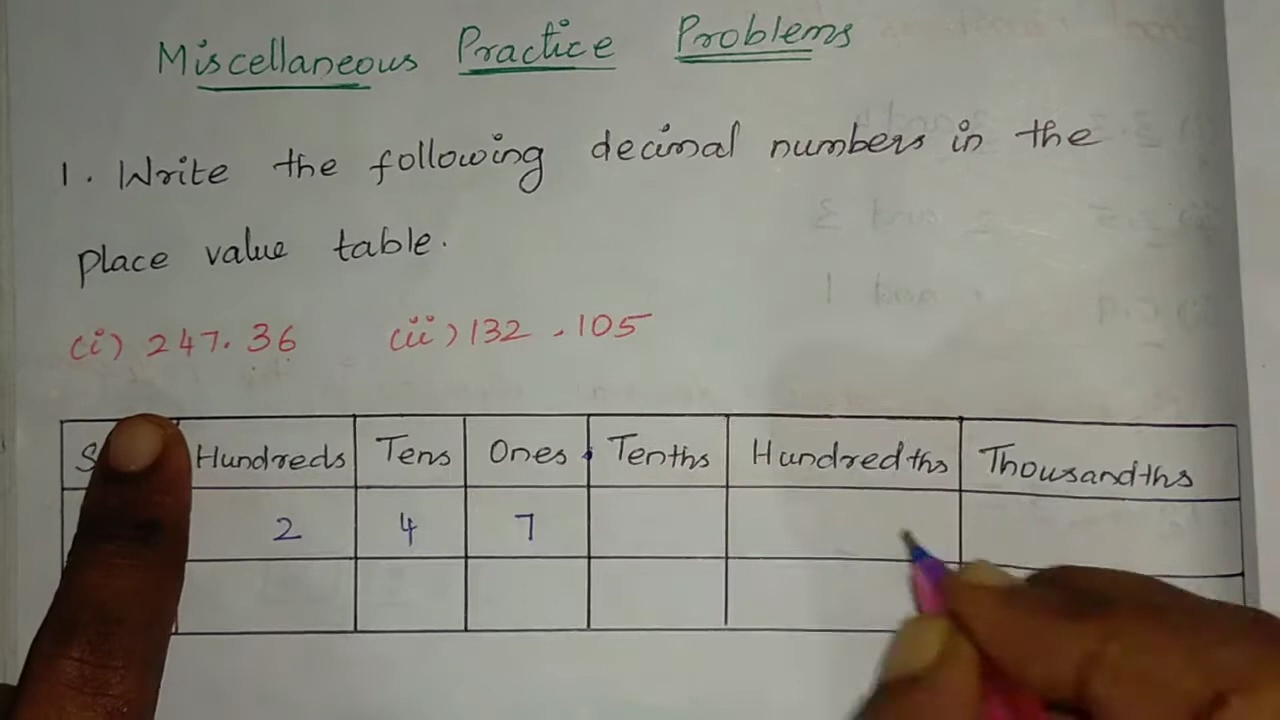 Miscellaneous Practice Problems
1. Write the following decimal numbers in the
place value table.
(i) 247.36 (ii) 132.105
Hundreds Tens Ones . Tenths Hundredths Thousandths
2 4 7